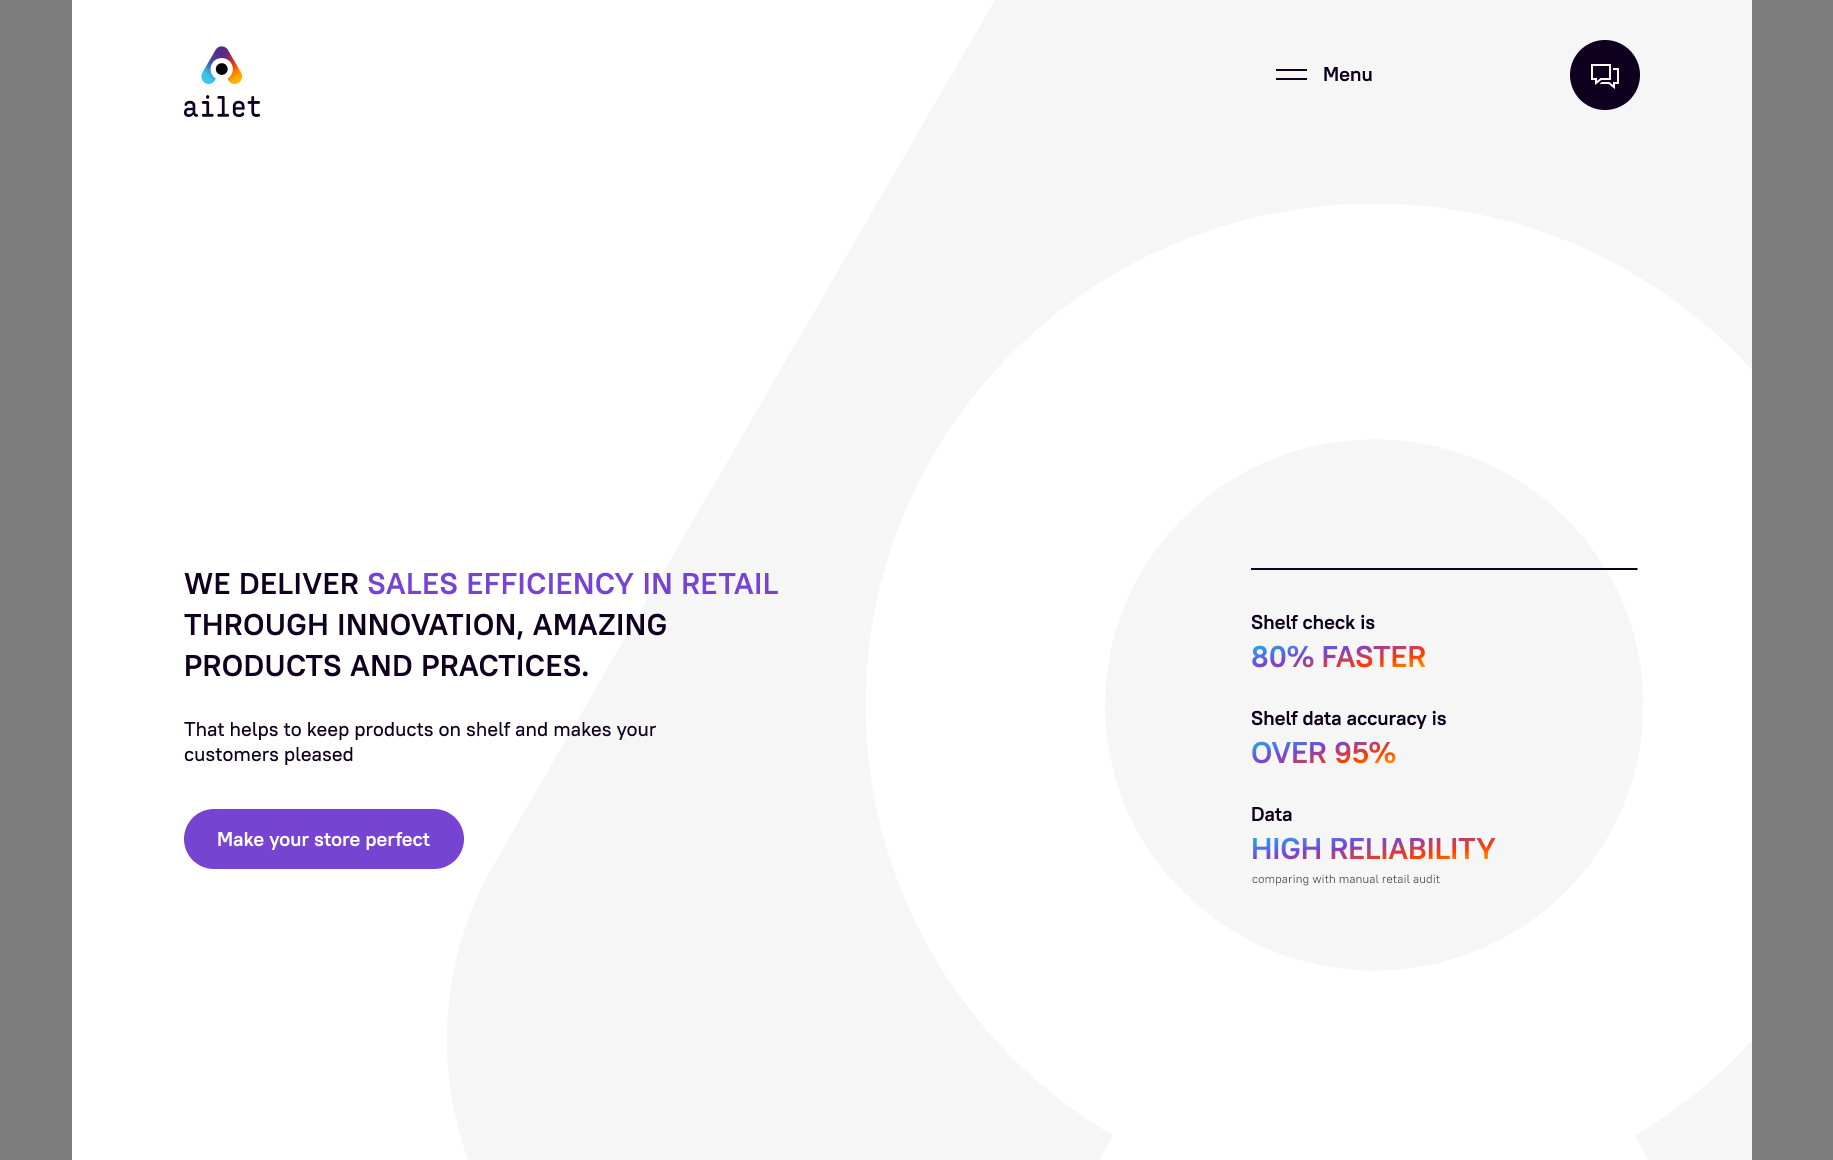 ailet
Menu
WE DELIVER SALES EFFICIENCY IN RETAIL
THROUGH INNOVATION, AMAZING
PRODUCTS AND PRACTICES.
That helps to keep products on shelf and makes your
customers pleased
Make your store perfect
Shelf check is
80% FASTER
Shelf data accuracy is
OVER 95%
Data
HIGH RELIABILITY
comparing with manual retail audit